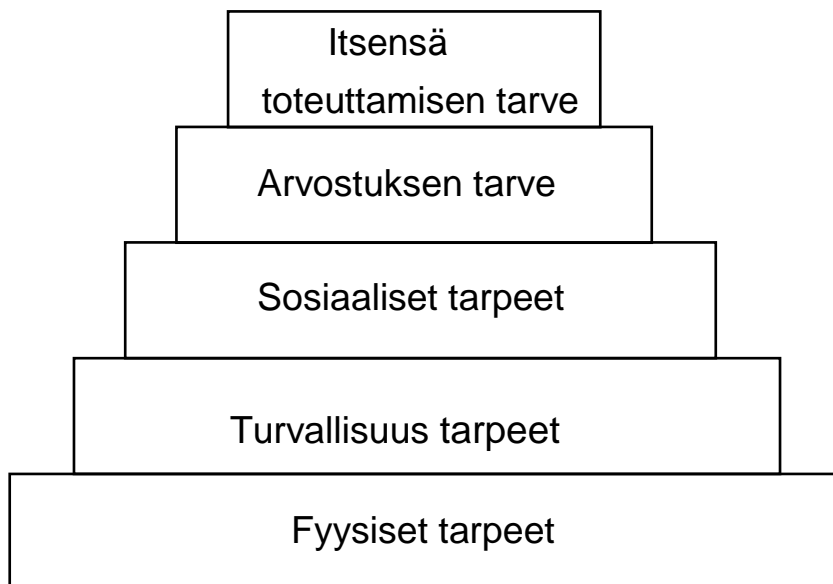 Itsensä
toteuttamisen tarve
Arvostuksen tarve
Sosiaaliset tarpeet
Turvallisuus tarpeet
Fyysiset tarpeet